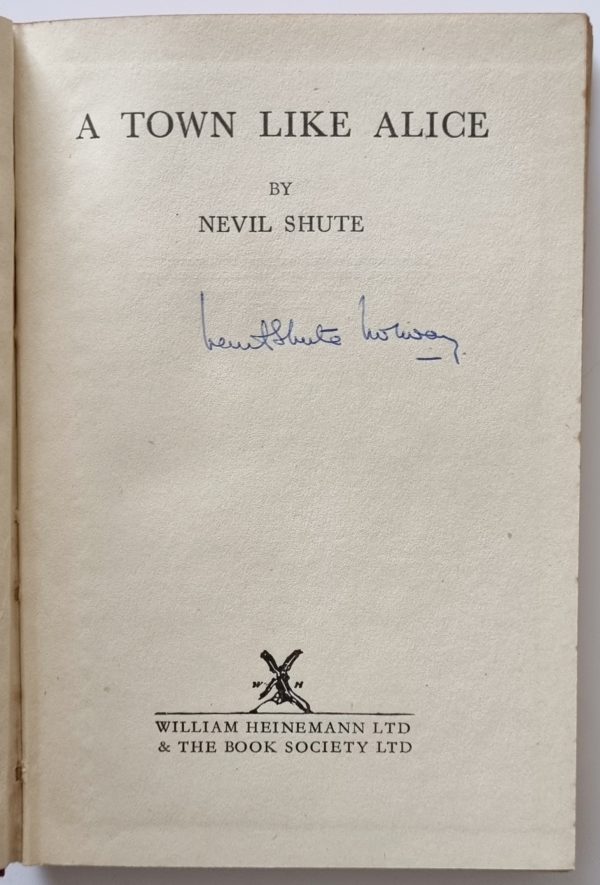 A TOWN LIKE ALICE
BY
NEVIL SHUTE
Nevil Shute Norway.
W H
WILLIAM HEINEMANN LTD
& THE BOOK SOCIETY LTD